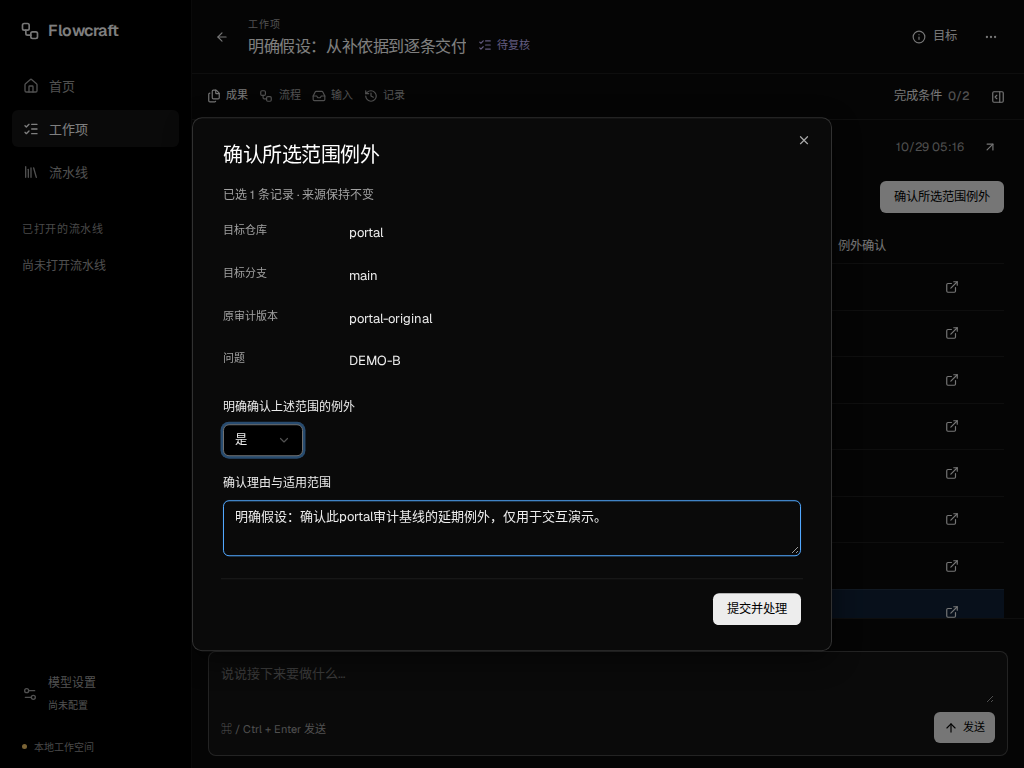 Flowcraft
首页
工作项
流水线
已打开的流水线
尚未打开流水线
模型设置
尚未配置
本地工作空间
工作项
明确假设：从补依据到逐条交付
待复核
目标
成果
流程
输入
记录
完成条件 0/2
10/29 05:16
确认所选范围例外
例外确认
确认所选范围例外
已选 1 条记录 · 来源保持不变
目标仓库
portal
目标分支
main
原审计版本
portal-original
问题
DEMO-B
明确确认上述范围的例外
是
确认理由与适用范围
明确假设：确认此portal审计基线的延期例外，仅用于交互演示。
提交并处理
说说接下来要做什么...
⌘ / Ctrl + Enter 发送
发送